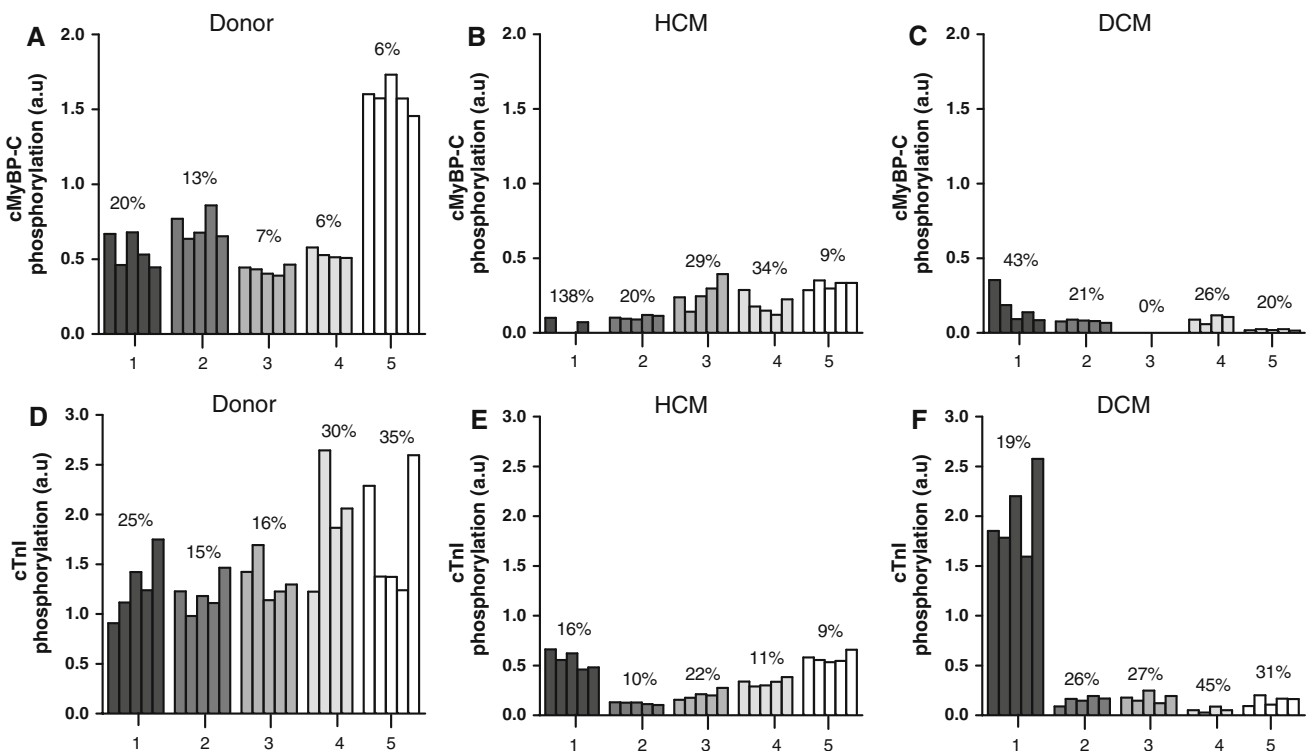 A Donor
cMyBP-C
phosphorylation (a.u)
2.0
1.5
1.0
0.5
0.0
20% 13% 7% 6% 6%
1 2 3 4 5
B HCM
cMyBP-C
phosphorylation (a.u)
2.0
1.5
1.0
0.5
0.0
138% 20% 29% 34% 9%
1 2 3 4 5
C DCM
cMyBP-C
phosphorylation (a.u)
2.0
1.5
1.0
0.5
0.0
43% 21% 0% 26% 20%
1 2 3 4 5
D Donor
cTnI
phosphorylation (a.u)
3.0
2.5
2.0
1.5
1.0
0.5
0.0
25% 15% 16% 30% 35%
1 2 3 4 5
E HCM
cTnI
phosphorylation (a.u)
3.0
2.5
2.0
1.5
1.0
0.5
0.0
16% 10% 22% 11% 9%
1 2 3 4 5
F DCM
cTnI
phosphorylation (a.u)
3.0
2.5
2.0
1.5
1.0
0.5
0.0
19% 26% 27% 45% 31%
1 2 3 4 5